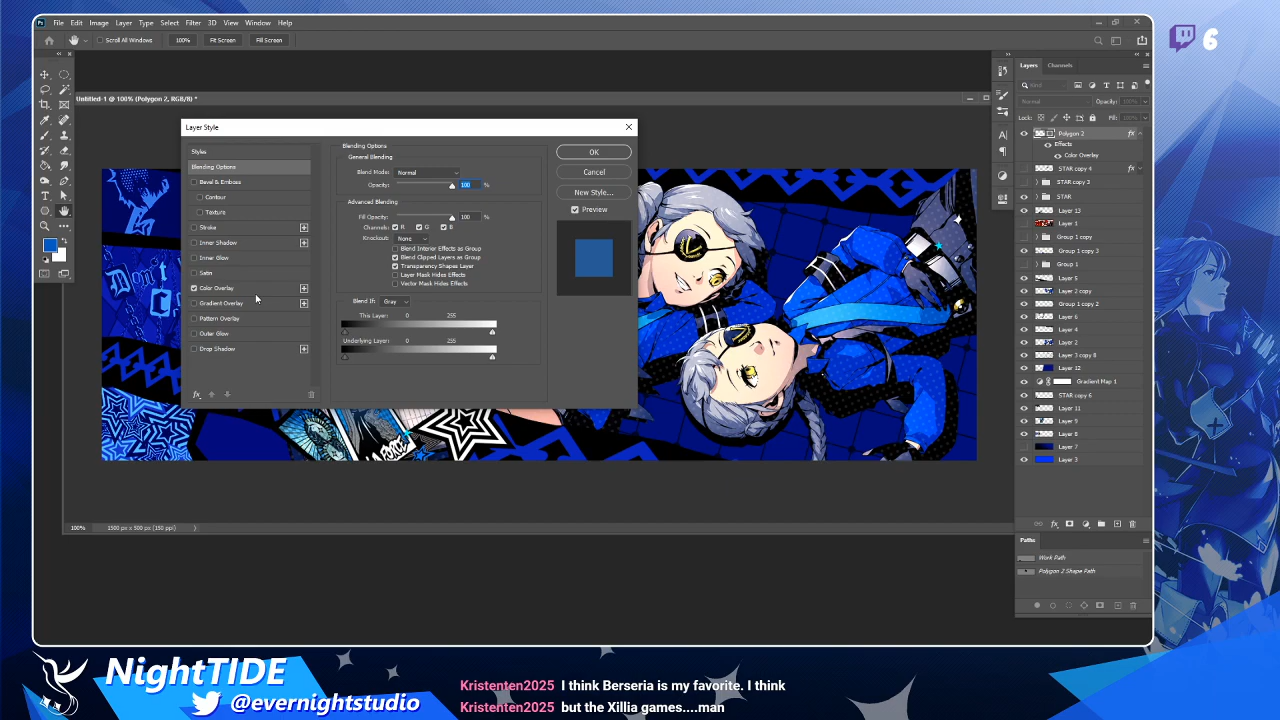 File Edit Image Layer Type Select Filter 3D View Window Help
Scroll All Windows 100% Fit Screen Fill Screen
6
Untitled-1 @ 100% (Polygon 2, RGB/8) *
Layer Style
Styles
Blending Options
Bevel & Emboss
Contour
Texture
Stroke
Inner Shadow
Inner Glow
Satin
Color Overlay
Gradient Overlay
Pattern Overlay
Outer Glow
Drop Shadow
Blending Options
General Blending
Blend Mode: Normal
Opacity: 100 %
Advanced Blending
Fill Opacity: 100 %
Channels: R G B
Knockout: None
Blend Interior Effects as Group
Blend Clipped Layers as Group
Transparency Shapes Layer
Layer Mask Hides Effects
Vector Mask Hides Effects
Blend If: Gray
This Layer: 0 255
Underlying Layer: 0 255
OK
Cancel
New Style...
Preview
Don't
100% 1500 px x 500 px (150 ppi)
Layers Channels
Kind
Normal Opacity: 100%
Lock: Fill: 100%
Polygon 2 fx
Effects
Color Overlay
STAR copy 4 fx
STAR copy 3
STAR
Layer 13
Layer 1
Group 1 copy
Group 1 copy 3
Group 1
Layer 5
Layer 2 copy
Group 1 copy 2
Layer 6
Layer 4
Layer 2
Layer 3 copy 8
Layer 12
Gradient Map 1
STAR copy 6
Layer 11
Layer 9
Layer 8
Layer 7
Layer 3
Paths
Work Path
Polygon 2 Shape Path
NightTIDE
@evernightstudio
Kristenten2025 I think Berseria is my favorite. I think
Kristenten2025 but the Xillia games....man